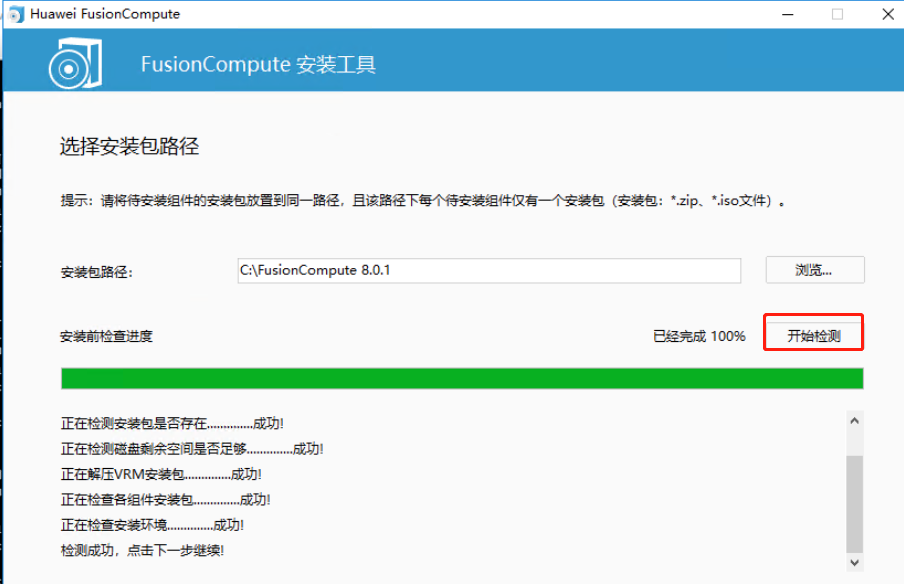 Huawei FusionCompute
FusionCompute 安装工具
选择安装包路径
提示：请将待安装组件的安装包放置到同一路径，且该路径下每个待安装组件仅有一个安装包（安装包：*.zip、*.iso文件）。
安装包路径: C:\FusionCompute 8.0.1 浏览...
安装前检查进度 已经完成 100% 开始检测
正在检测安装包是否存在..............成功!
正在检测磁盘剩余空间是否足够..............成功!
正在解压VRM安装包..............成功!
正在检查各组件安装包..............成功!
正在检查安装环境..............成功!
检测成功，点击下一步继续!